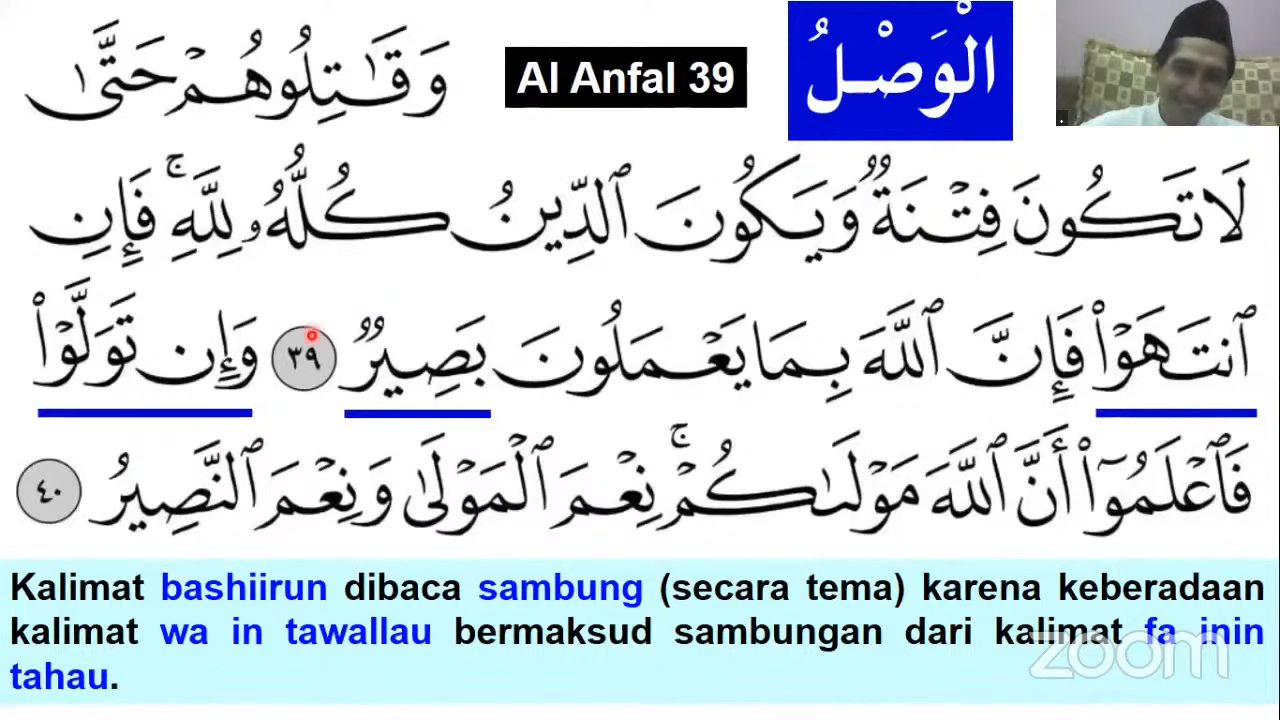 وَقَٰتِلُوهُمْ حَتَّىٰ
Al Anfal 39
الْوَصْلُ
لَا تَكُونَ فِتْنَةٌ وَيَكُونَ ٱلدِّينُ كُلُّهُۥ لِلَّهِۚ فَإِنِ
ٱنتَهَوْا۟ فَإِنَّ ٱللَّهَ بِمَا يَعْمَلُونَ بَصِيرٌ ٣٩ وَإِن تَوَلَّوْا۟
فَٱعْلَمُوٓا۟ أَنَّ ٱللَّهَ مَوْلَىٰكُمْۚ نِعْمَ ٱلْمَوْلَىٰ وَنِعْمَ ٱلنَّصِيرُ ٤٠
Kalimat bashiirun dibaca sambung (secara tema) karena keberadaan
kalimat wa in tawallau bermaksud sambungan dari kalimat fa inin
tahau.
zoom